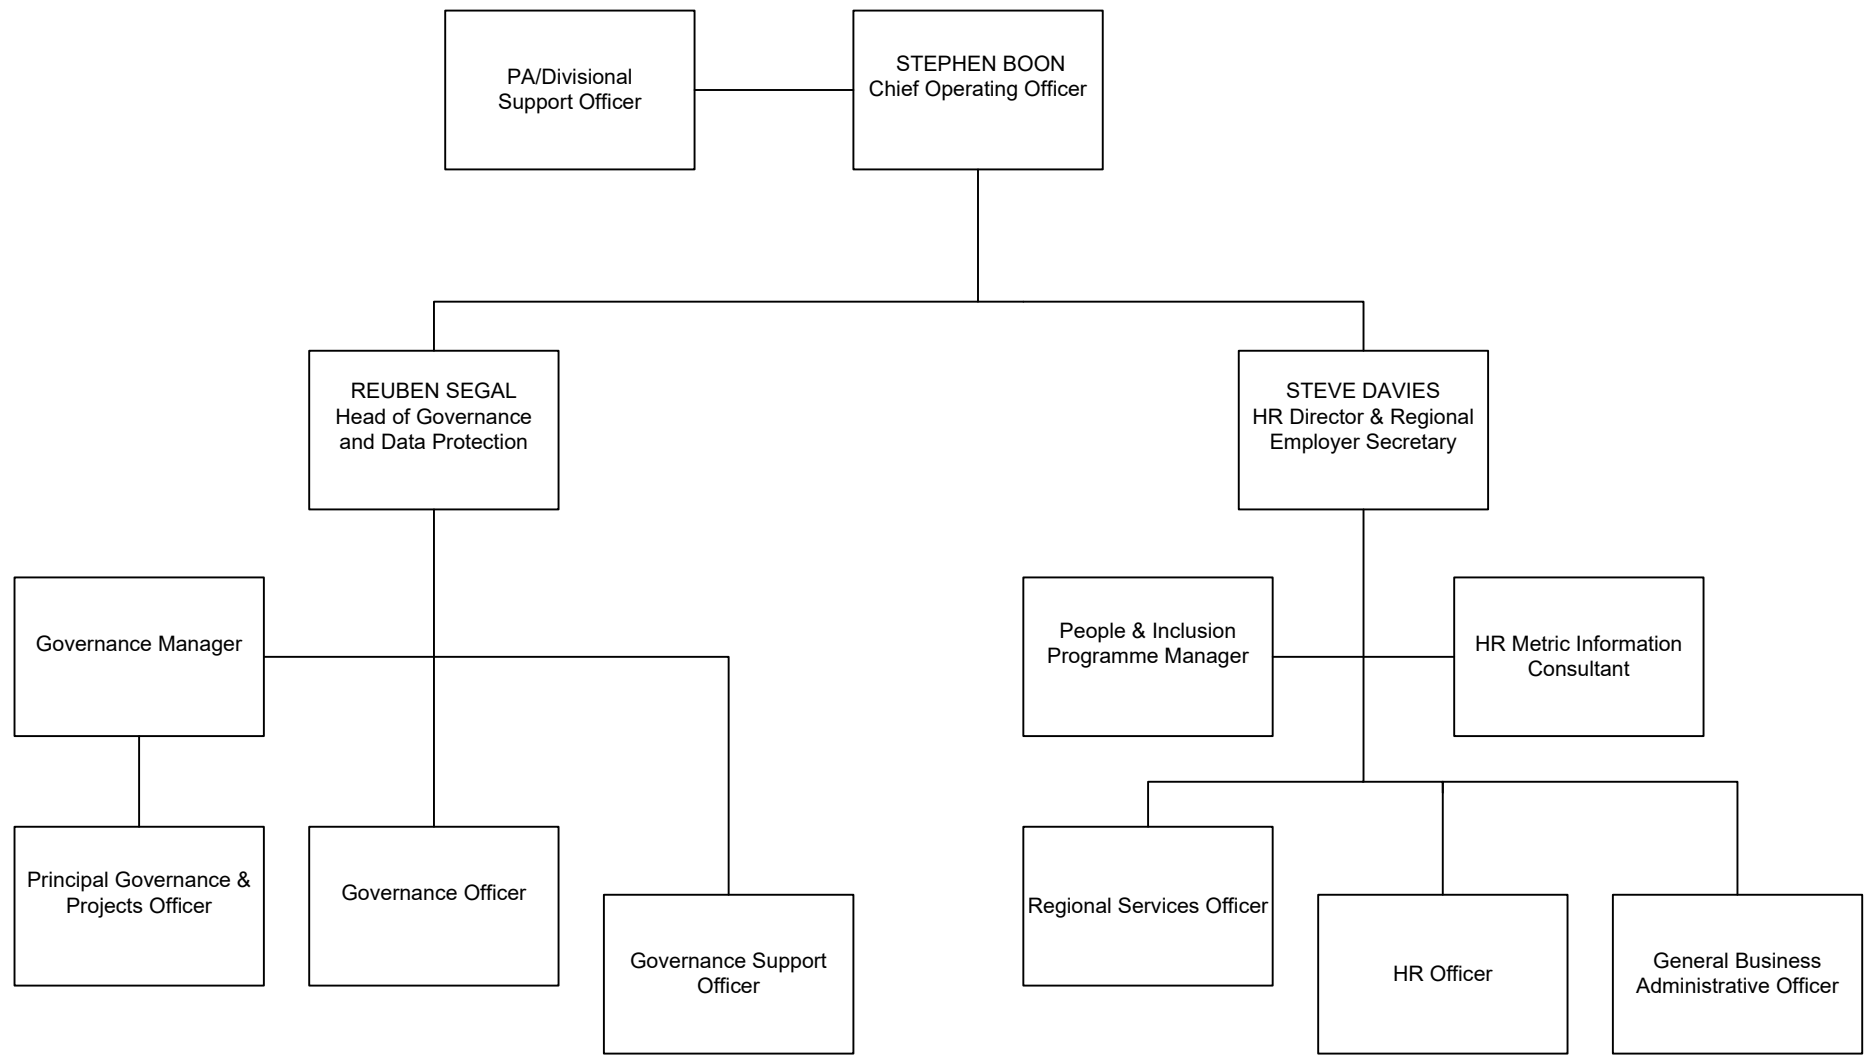 PA/Divisional
Support Officer
STEPHEN BOON
Chief Operating Officer
REUBEN SEGAL
Head of Governance
and Data Protection
STEVE DAVIES
HR Director & Regional
Employer Secretary
Governance Manager
People & Inclusion
Programme Manager
HR Metric Information
Consultant
Principal Governance &
Projects Officer
Governance Officer
Governance Support
Officer
Regional Services Officer
HR Officer
General Business
Administrative Officer